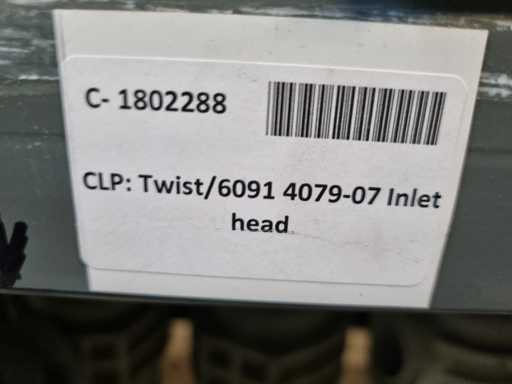 C- 1802288
CLP: Twist/6091 4079-07 Inlet
head